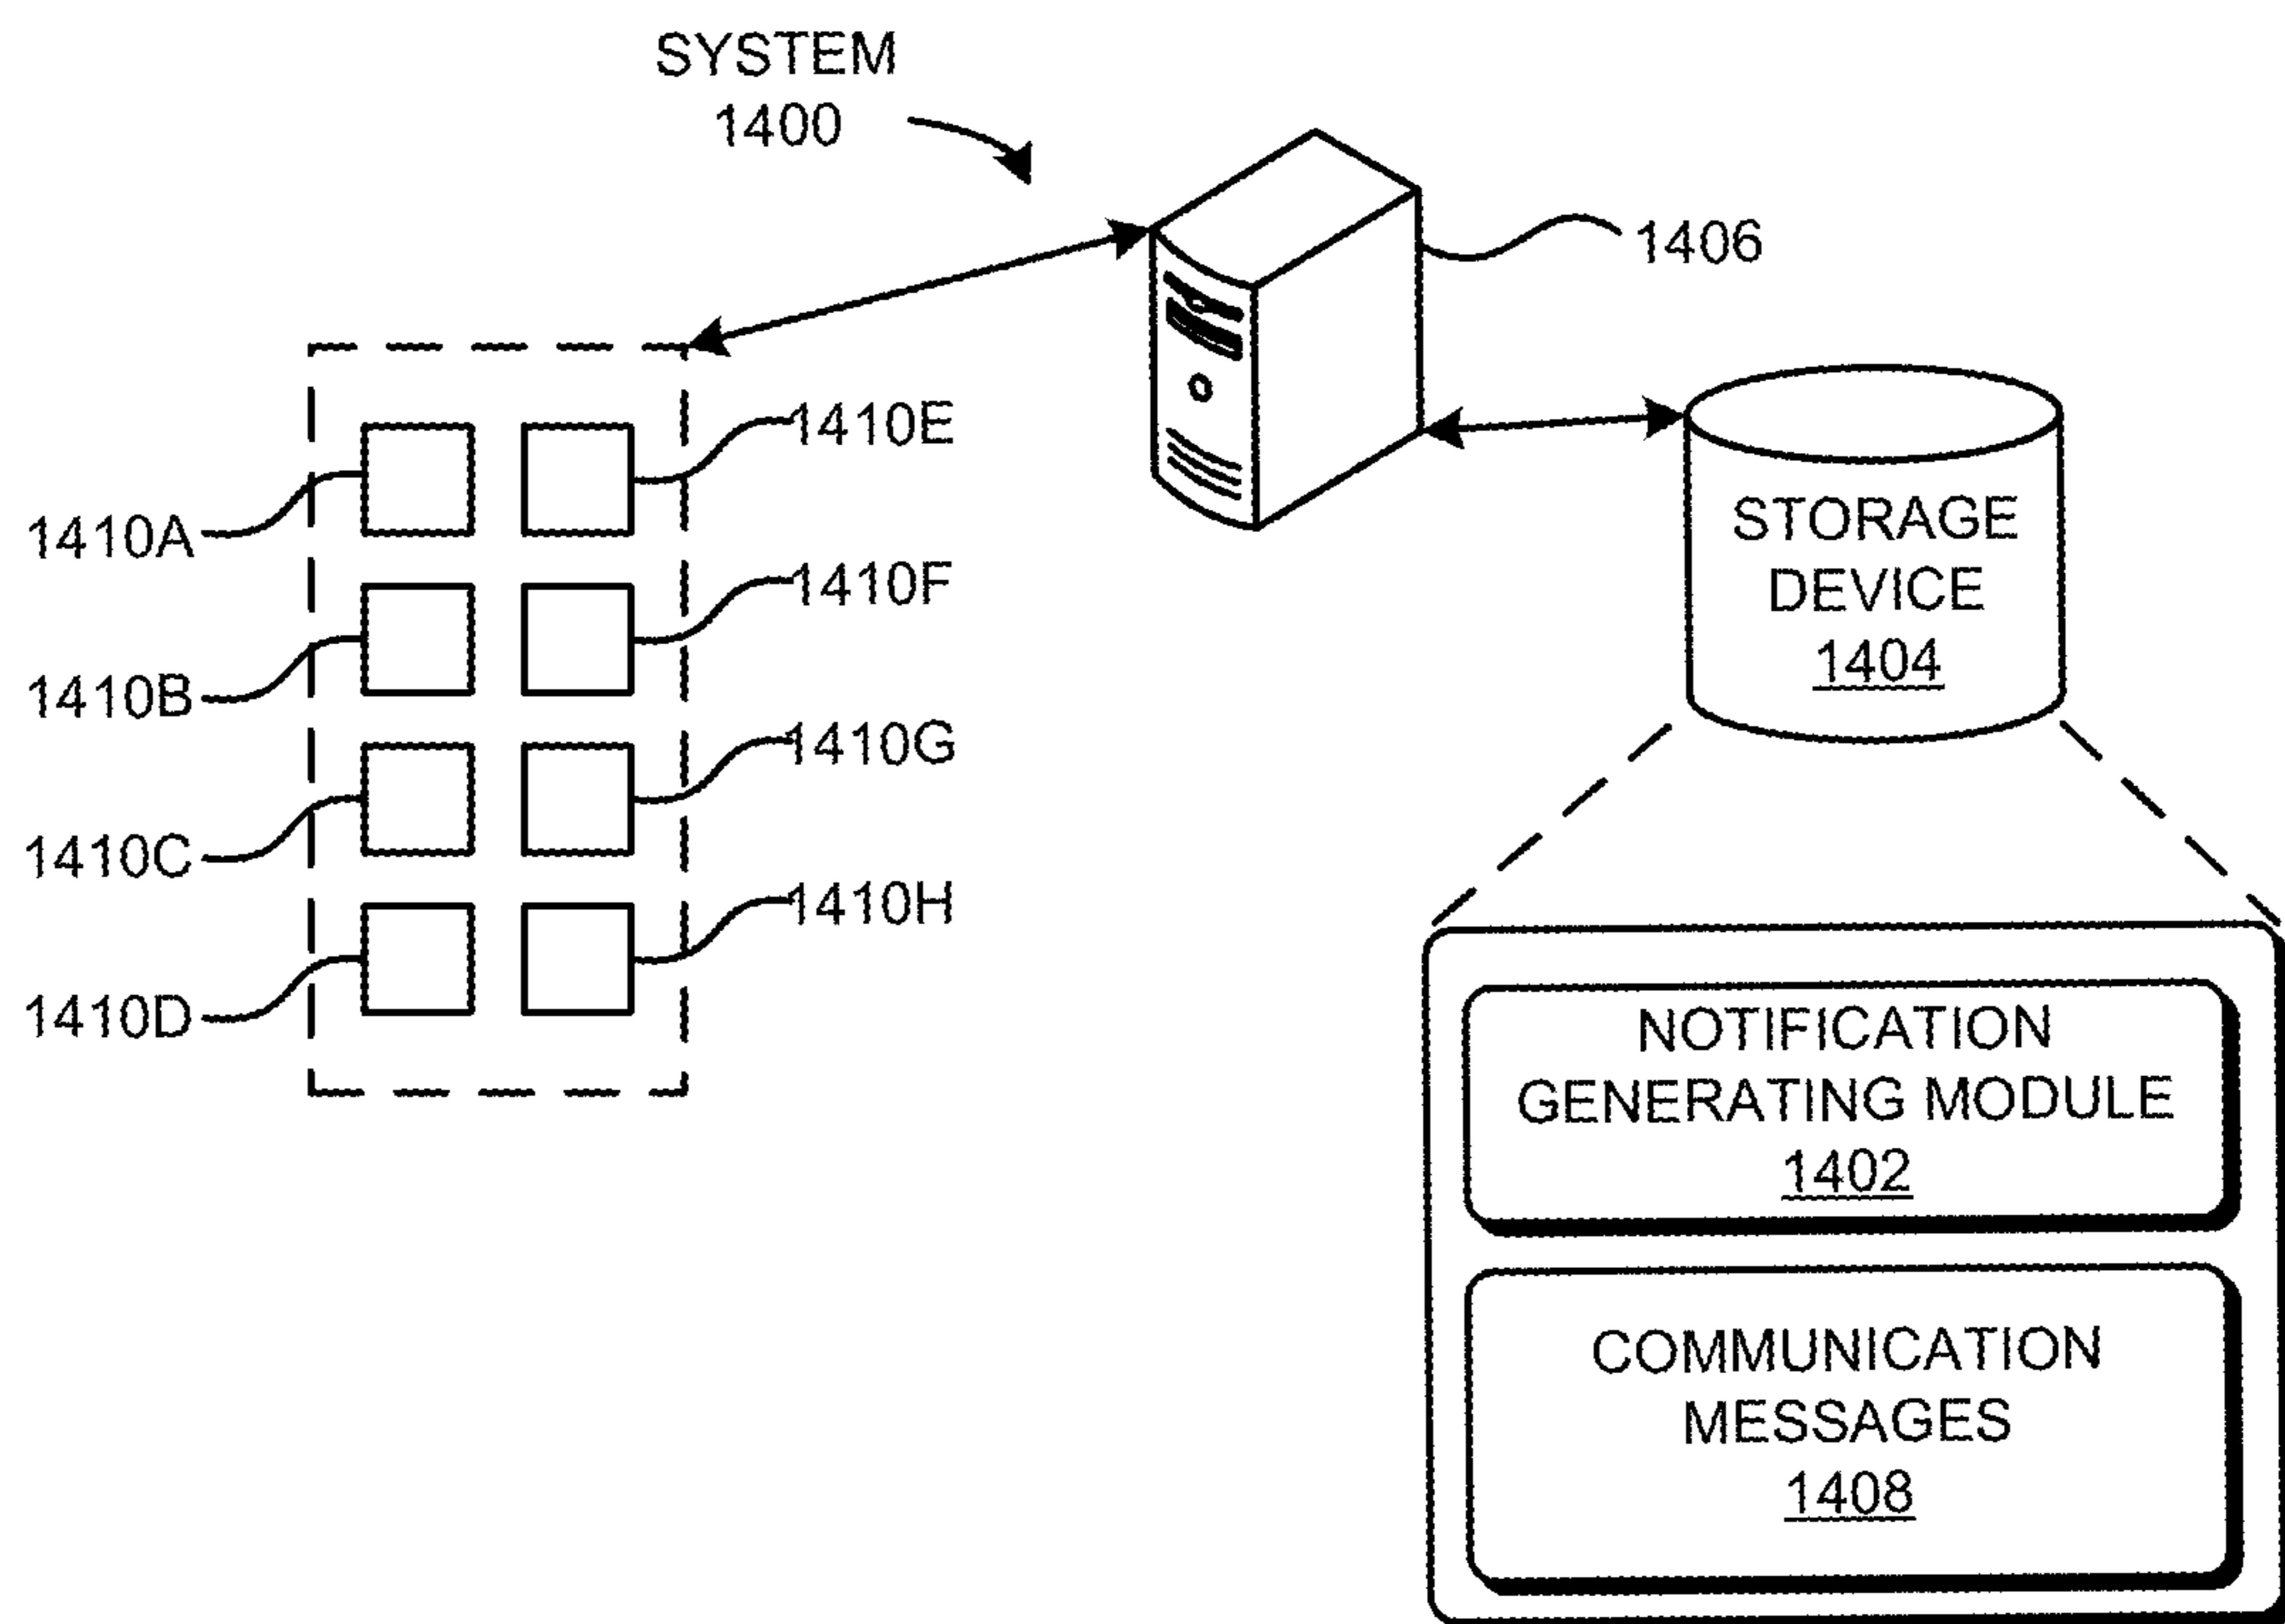 SYSTEM
1400
1406
1410A
1410B
1410C
1410D
1410E
1410F
1410G
1410H
STORAGE
DEVICE
1404
NOTIFICATION
GENERATING MODULE
1402
COMMUNICATION
MESSAGES
1408